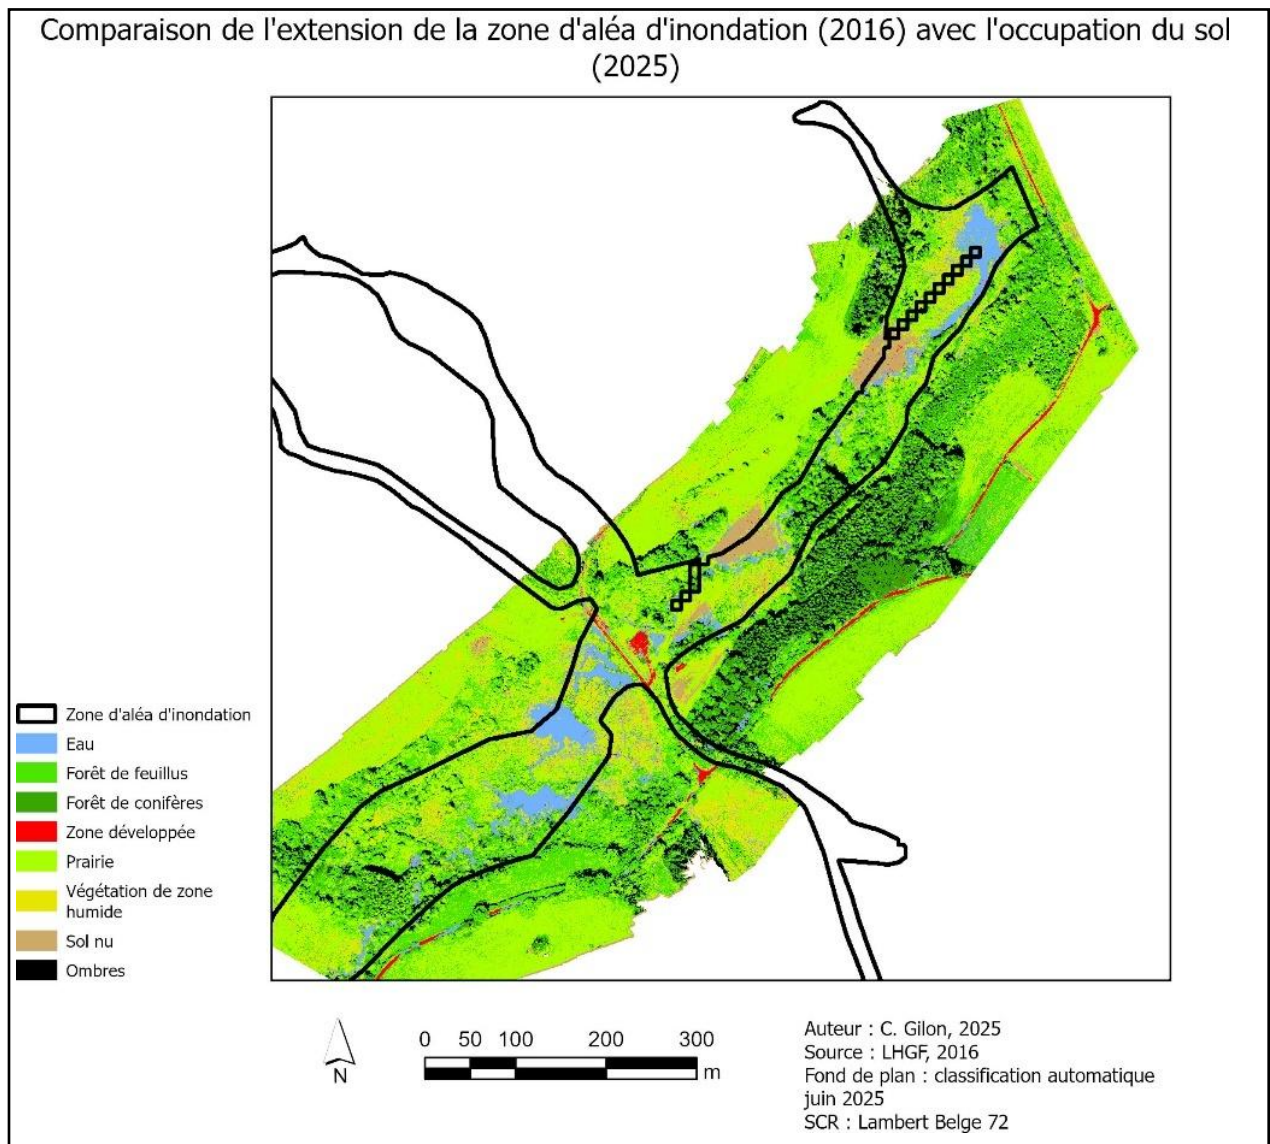 Comparaison de l'extension de la zone d'aléa d'inondation (2016) avec l'occupation du sol
(2025)
Zone d'aléa d'inondation
Eau
Forêt de feuillus
Forêt de conifères
Zone développée
Prairie
Végétation de zone
humide
Sol nu
Ombres
N
0 50 100 200 300
m
Auteur : C. Gilon, 2025
Source : LHGF, 2016
Fond de plan : classification automatique
juin 2025
SCR : Lambert Belge 72